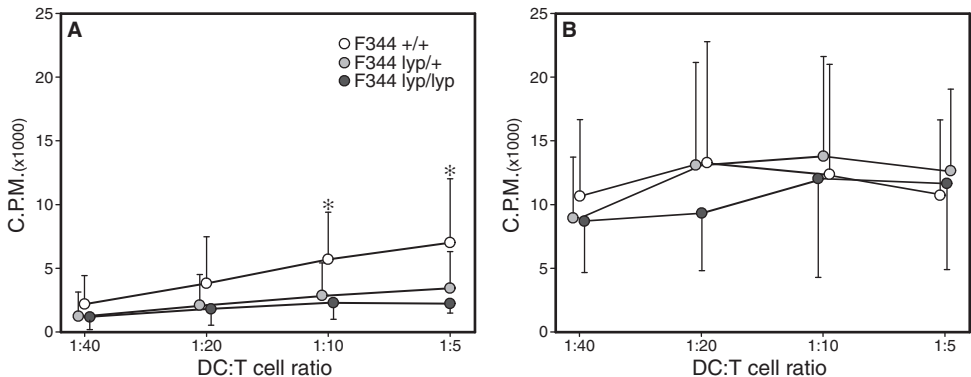 A
25
20
15
10
5
0
C.P.M.(x1000)
F344 +/+
F344 lyp/+
F344 lyp/lyp
*
*
1:40 1:20 1:10 1:5
DC:T cell ratio
B
25
20
15
10
5
0
C.P.M.(x1000)
1:40 1:20 1:10 1:5
DC:T cell ratio